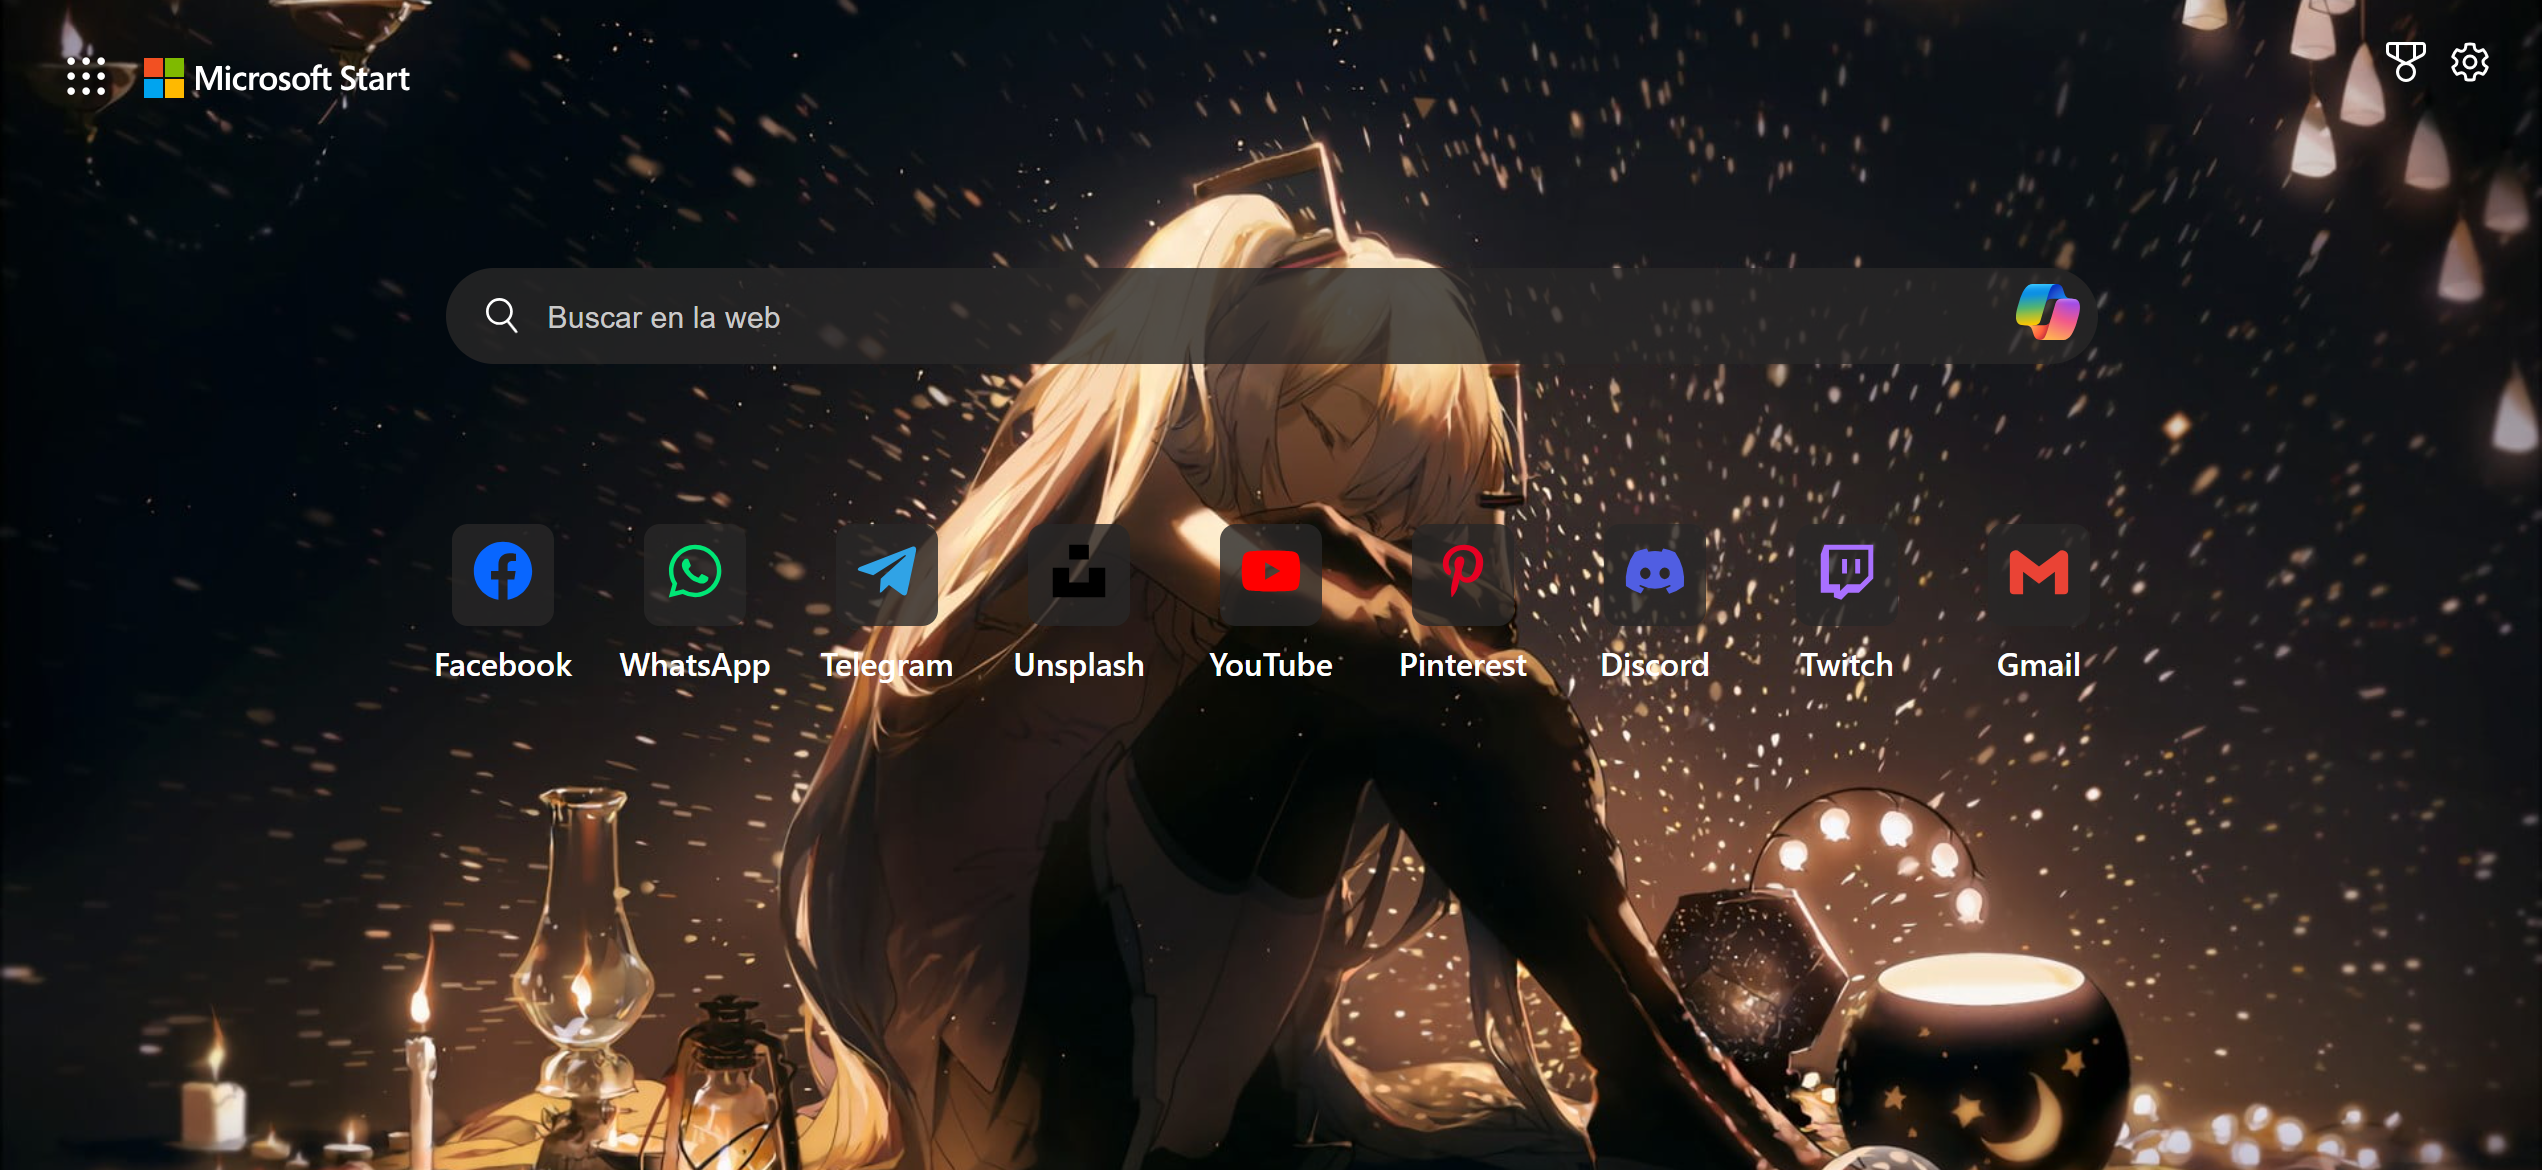 Microsoft Start
Buscar en la web
Facebook
WhatsApp
Telegram
Unsplash
YouTube
Pinterest
Discord
Twitch
Gmail